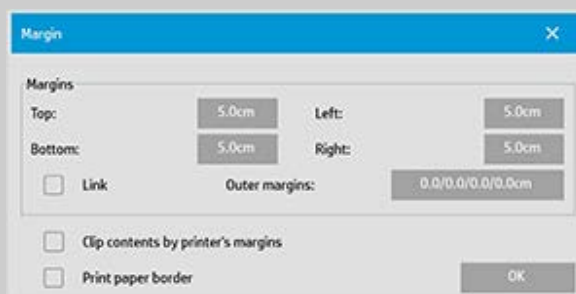 Margin
Margins
Top: 5.0cm Left: 5.0cm
Bottom: 5.0cm Right: 5.0cm
Link Outer margins: 0.0/0.0/0.0/0.0cm
Clip contents by printer's margins
Print paper border OK